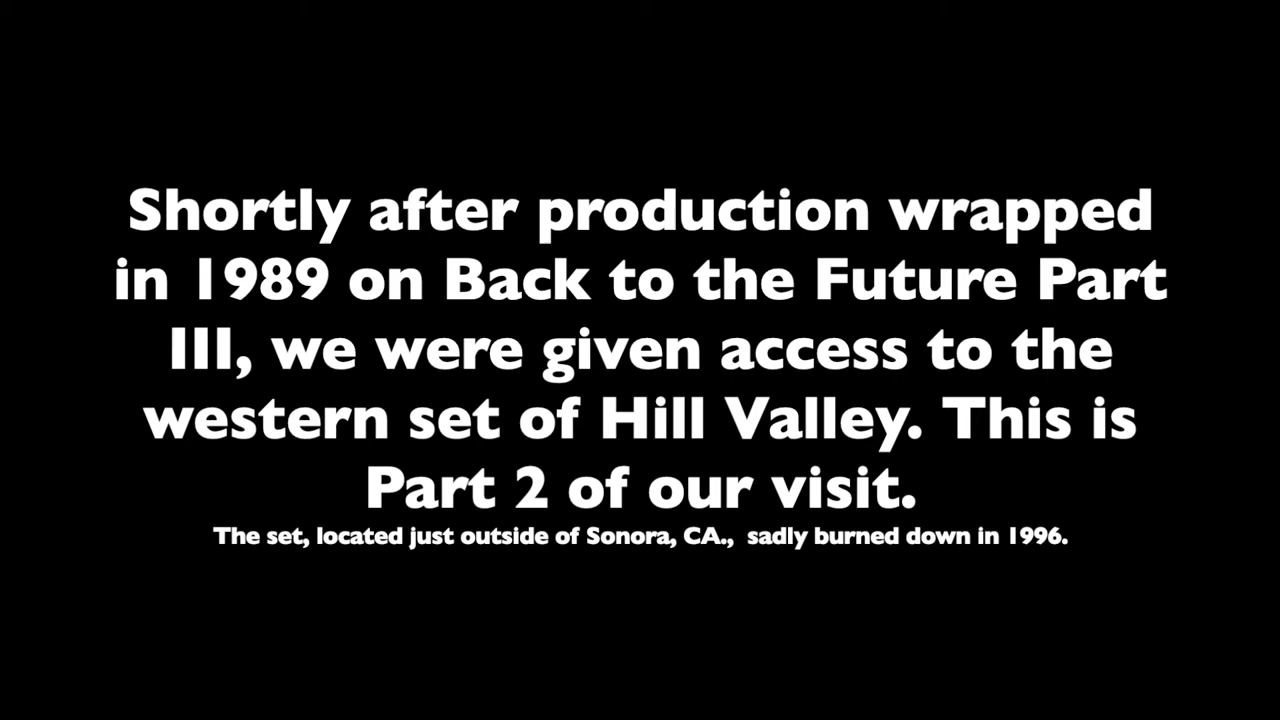 Shortly after production wrapped
in 1989 on Back to the Future Part
III, we were given access to the
western set of Hill Valley. This is
Part 2 of our visit.
The set, located just outside of Sonora, CA.,  sadly burned down in 1996.